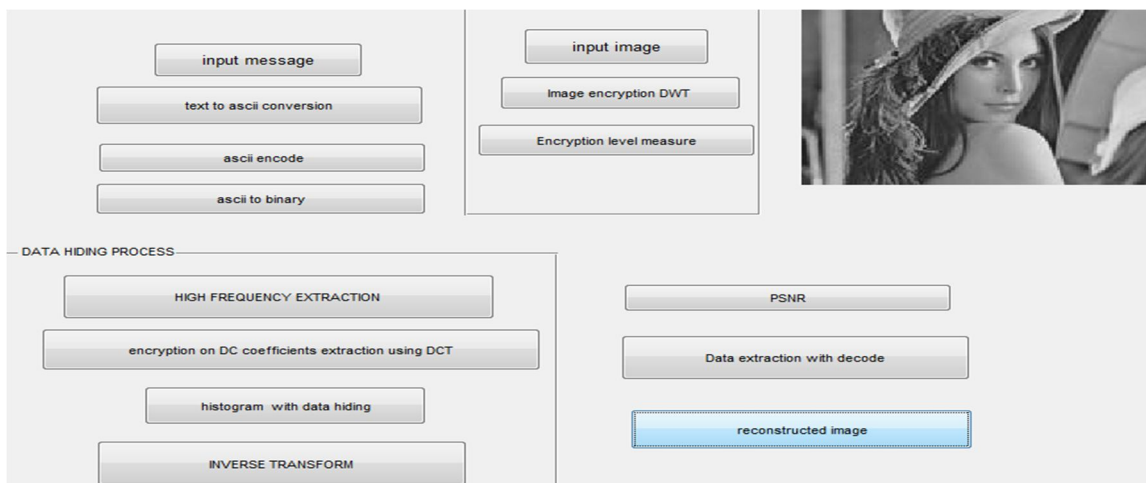 input message
text to ascii conversion
ascii encode
ascii to binary
input image
Image encryption DWT
Encryption level measure
DATA HIDING PROCESS
HIGH FREQUENCY EXTRACTION
encryption on DC coefficients extraction using DCT
histogram with data hiding
INVERSE TRANSFORM
PSNR
Data extraction with decode
reconstructed image